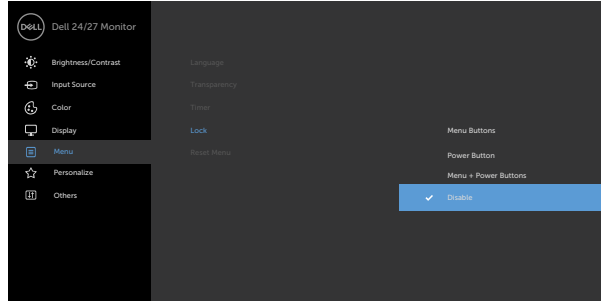 DELL Dell 24/27 Monitor
Brightness/Contrast Language
Input Source Transparency
Color Timer
Display Lock Menu Buttons
Menu Reset Menu Power Button
Personalize Menu + Power Buttons
Others Disable